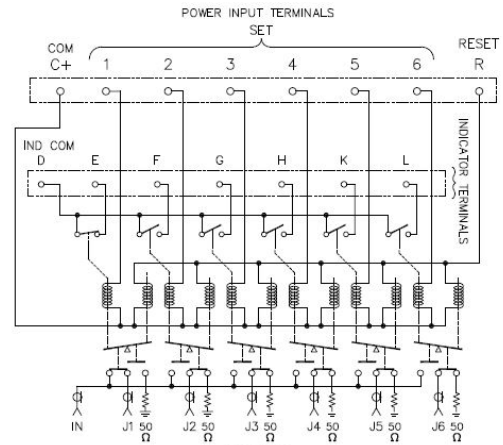 POWER INPUT TERMINALS
SET
COM
C+ 1 2 3 4 5 6
RESET
R
IND COM
D E F G H K L
INDICATOR TERMINALS
IN J1 50 Ω J2 50 Ω J3 50 Ω J4 50 Ω J5 50 Ω J6 50 Ω